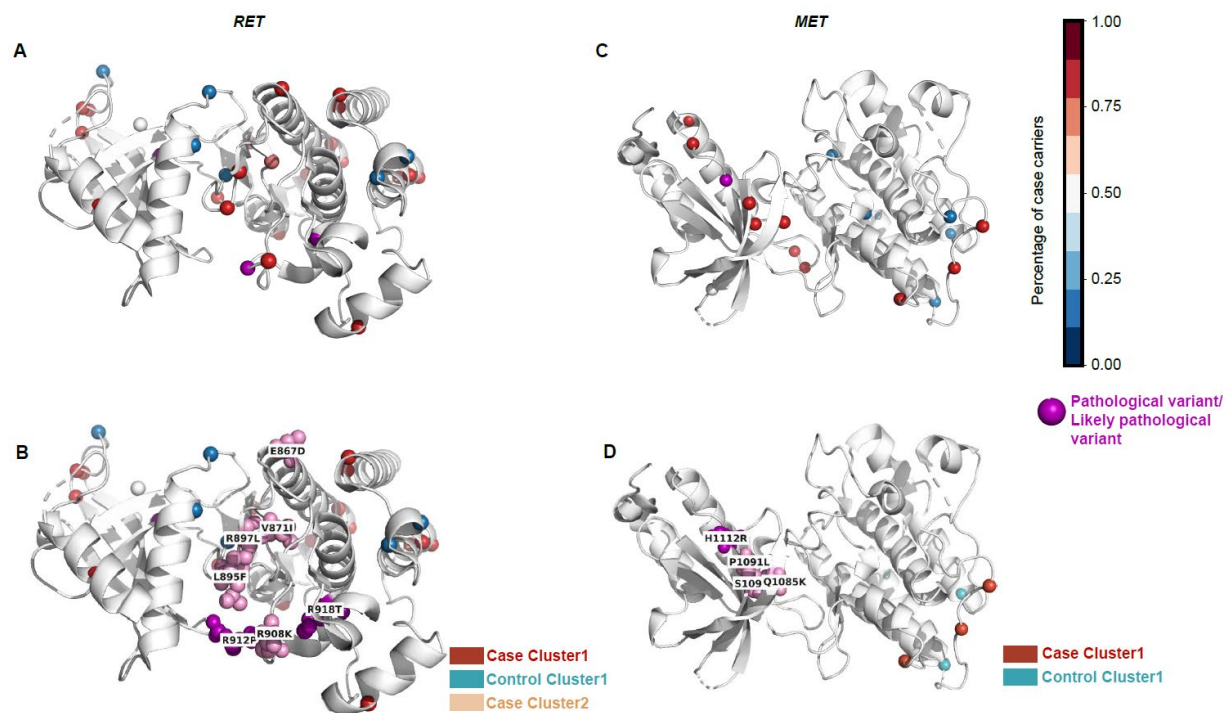 RET
MET
A
C
1.00
0.75
0.50
0.25
0.00
Percentage of case carriers
Pathological variant/
Likely pathological
variant
B
E867D
V871I
R897L
L895F
R918T
R912P
R908K
Case Cluster1
Control Cluster1
Case Cluster2
D
H1112R
P1091L
S109
Q1085K
Case Cluster1
Control Cluster1